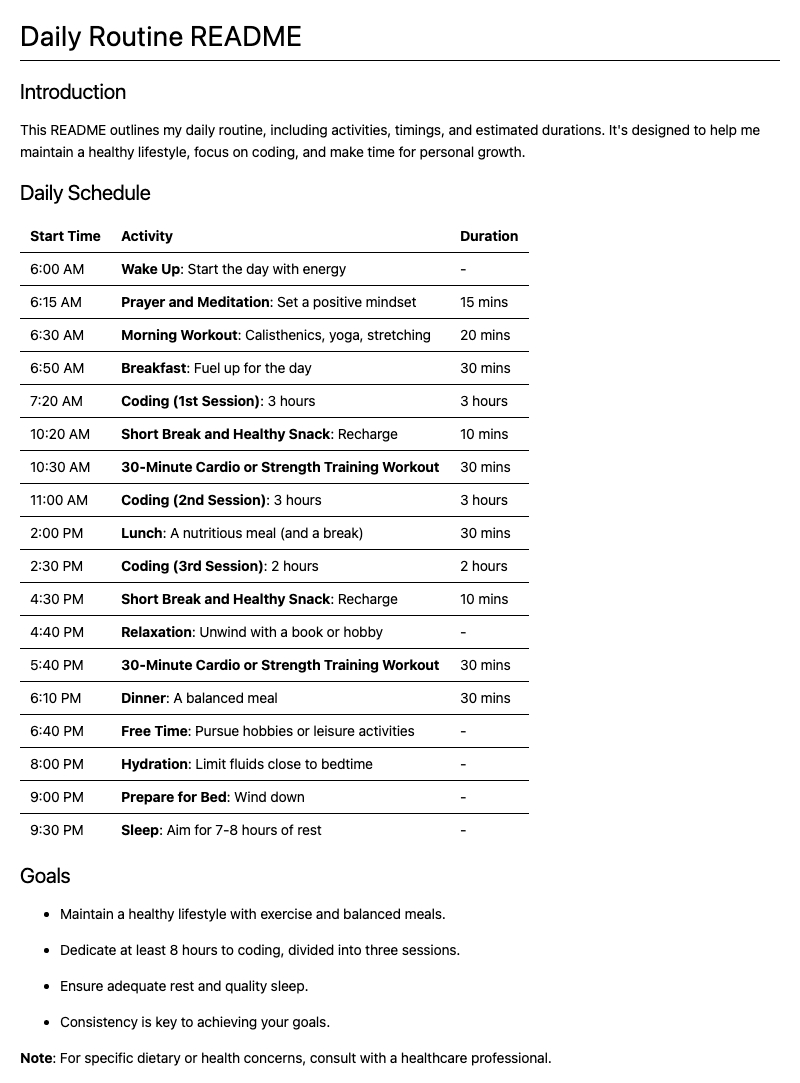 Daily Routine README
Introduction
This README outlines my daily routine, including activities, timings, and estimated durations. It's designed to help me
maintain a healthy lifestyle, focus on coding, and make time for personal growth.
Daily Schedule
Start Time Activity Duration
6:00 AM Wake Up: Start the day with energy -
6:15 AM Prayer and Meditation: Set a positive mindset 15 mins
6:30 AM Morning Workout: Calisthenics, yoga, stretching 20 mins
6:50 AM Breakfast: Fuel up for the day 30 mins
7:20 AM Coding (1st Session): 3 hours 3 hours
10:20 AM Short Break and Healthy Snack: Recharge 10 mins
10:30 AM 30-Minute Cardio or Strength Training Workout 30 mins
11:00 AM Coding (2nd Session): 3 hours 3 hours
2:00 PM Lunch: A nutritious meal (and a break) 30 mins
2:30 PM Coding (3rd Session): 2 hours 2 hours
4:30 PM Short Break and Healthy Snack: Recharge 10 mins
4:40 PM Relaxation: Unwind with a book or hobby -
5:40 PM 30-Minute Cardio or Strength Training Workout 30 mins
6:10 PM Dinner: A balanced meal 30 mins
6:40 PM Free Time: Pursue hobbies or leisure activities -
8:00 PM Hydration: Limit fluids close to bedtime -
9:00 PM Prepare for Bed: Wind down -
9:30 PM Sleep: Aim for 7-8 hours of rest -
Goals
• Maintain a healthy lifestyle with exercise and balanced meals.
• Dedicate at least 8 hours to coding, divided into three sessions.
• Ensure adequate rest and quality sleep.
• Consistency is key to achieving your goals.
Note: For specific dietary or health concerns, consult with a healthcare professional.